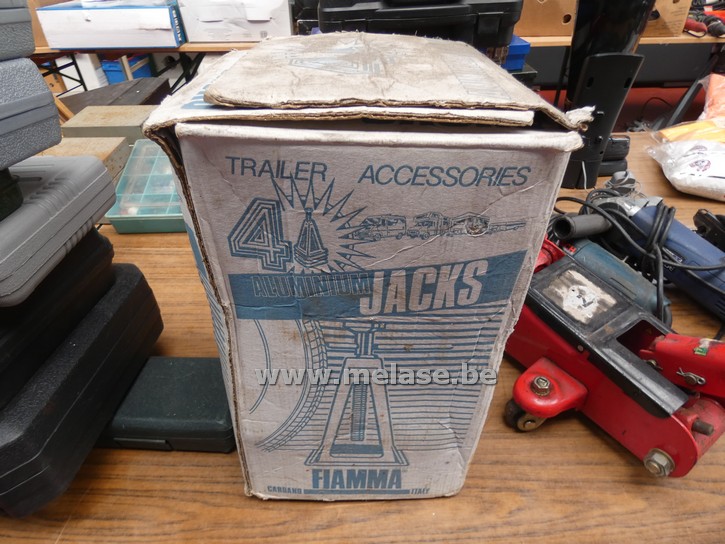 TRAILER ACCESSORIES
4
ALUMINIUM JACKS
www.melase.be
FIAMMA
CARDANO ITALY